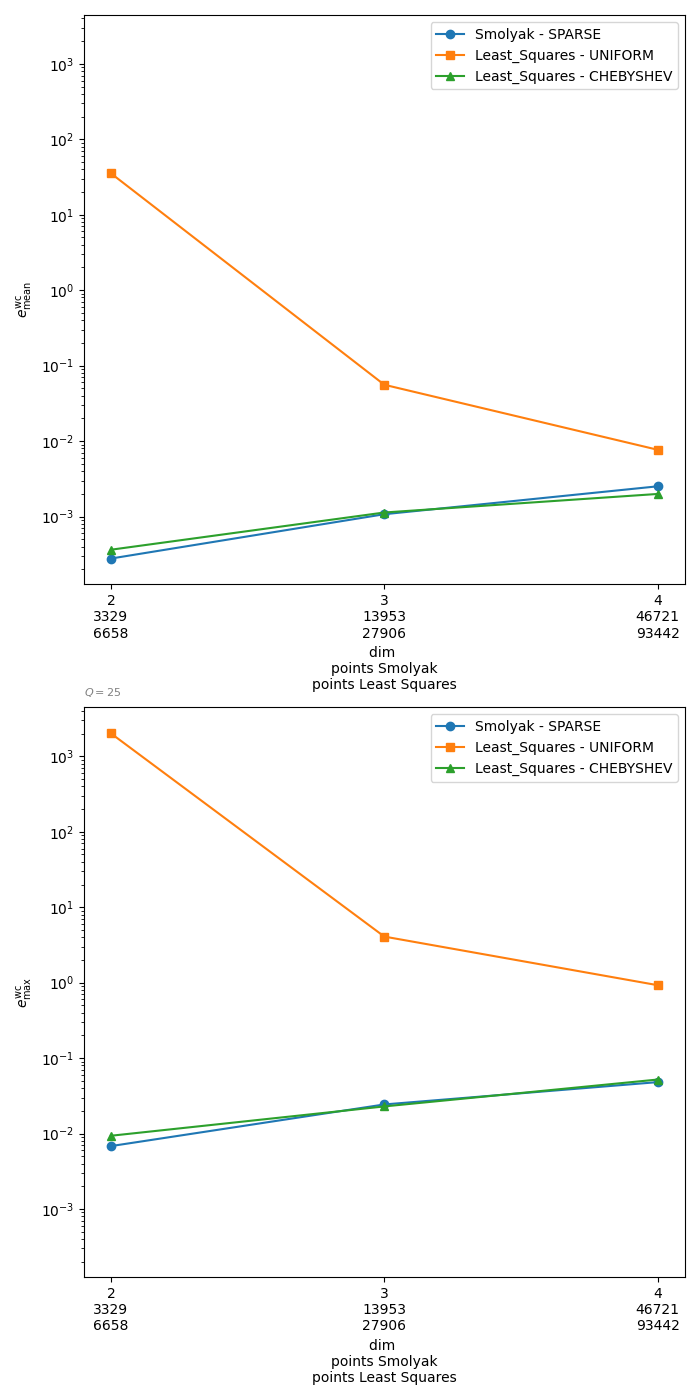 10³
10²
10¹
10⁰
10⁻¹
10⁻²
10⁻³
e^wc_mean
Smolyak - SPARSE
Least_Squares - UNIFORM
Least_Squares - CHEBYSHEV
2 3 4
3329 13953 46721
6658 27906 93442
dim
points Smolyak
points Least Squares
Q = 25
10³
10²
10¹
10⁰
10⁻¹
10⁻²
10⁻³
e^wc_max
Smolyak - SPARSE
Least_Squares - UNIFORM
Least_Squares - CHEBYSHEV
2 3 4
3329 13953 46721
6658 27906 93442
dim
points Smolyak
points Least Squares